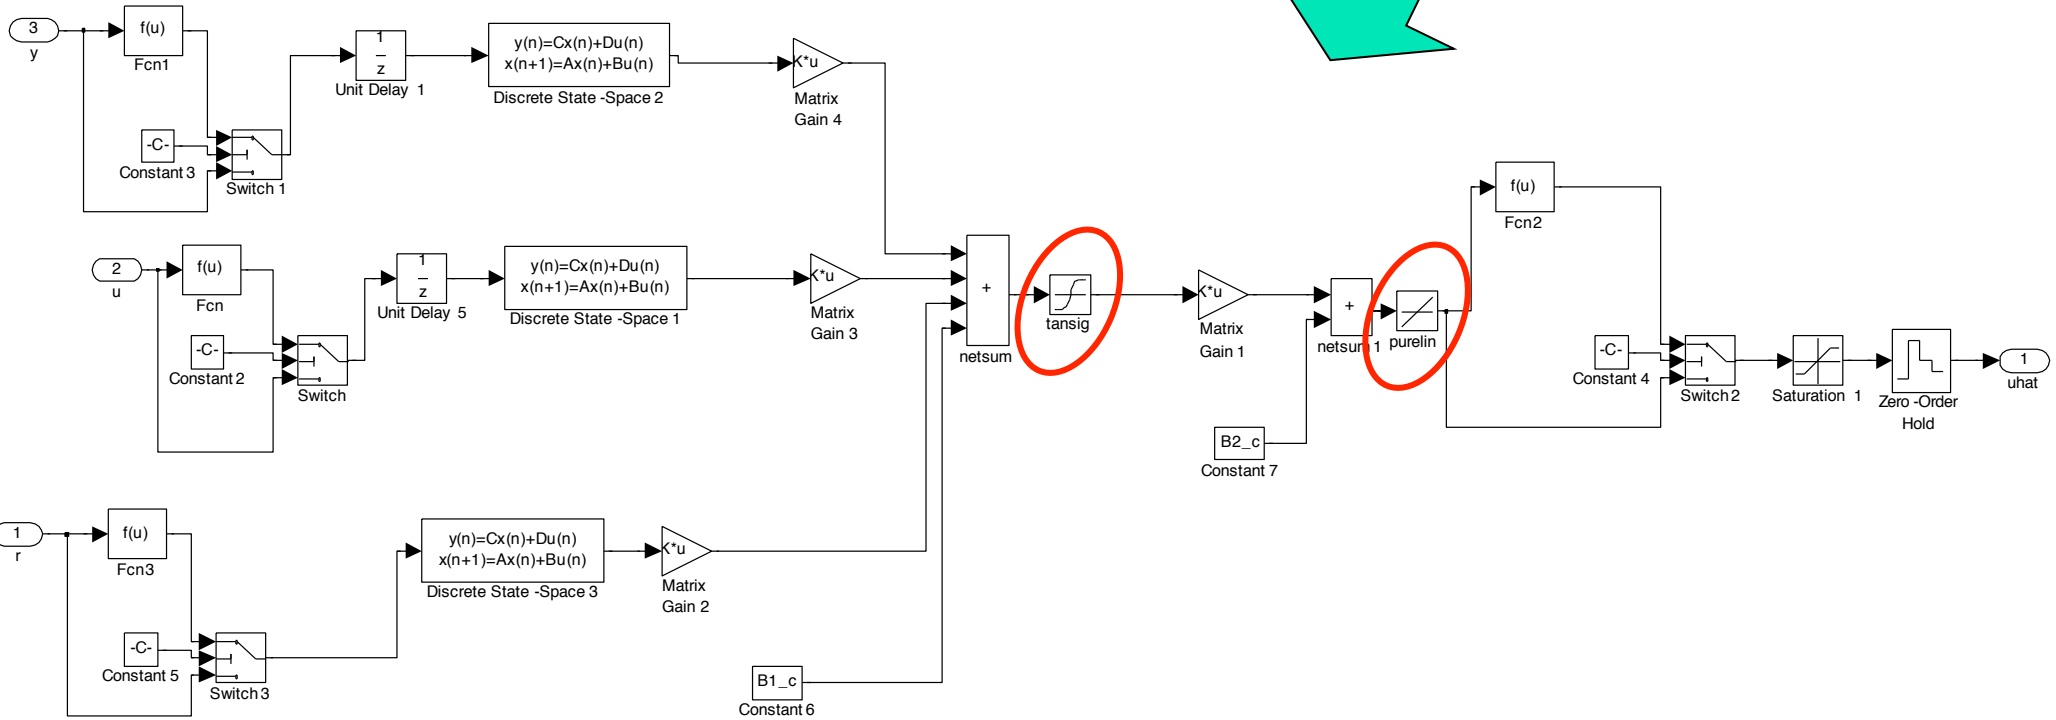 3
y
f(u)
Fcn1
-C-
Constant 3
Switch 1
1
z
Unit Delay 1
y(n)=Cx(n)+Du(n)
x(n+1)=Ax(n)+Bu(n)
Discrete State -Space 2
K*u
Matrix
Gain 4
2
u
f(u)
Fcn
-C-
Constant 2
Switch
1
z
Unit Delay 5
y(n)=Cx(n)+Du(n)
x(n+1)=Ax(n)+Bu(n)
Discrete State -Space 1
K*u
Matrix
Gain 3
1
r
f(u)
Fcn3
-C-
Constant 5
Switch 3
y(n)=Cx(n)+Du(n)
x(n+1)=Ax(n)+Bu(n)
Discrete State -Space 3
K*u
Matrix
Gain 2
B1_c
Constant 6
+
netsum
tansig
K*u
Matrix
Gain 1
B2_c
Constant 7
+
netsum 1
purelin
f(u)
Fcn2
-C-
Constant 4
Switch 2
Saturation 1
Zero -Order
Hold
1
uhat